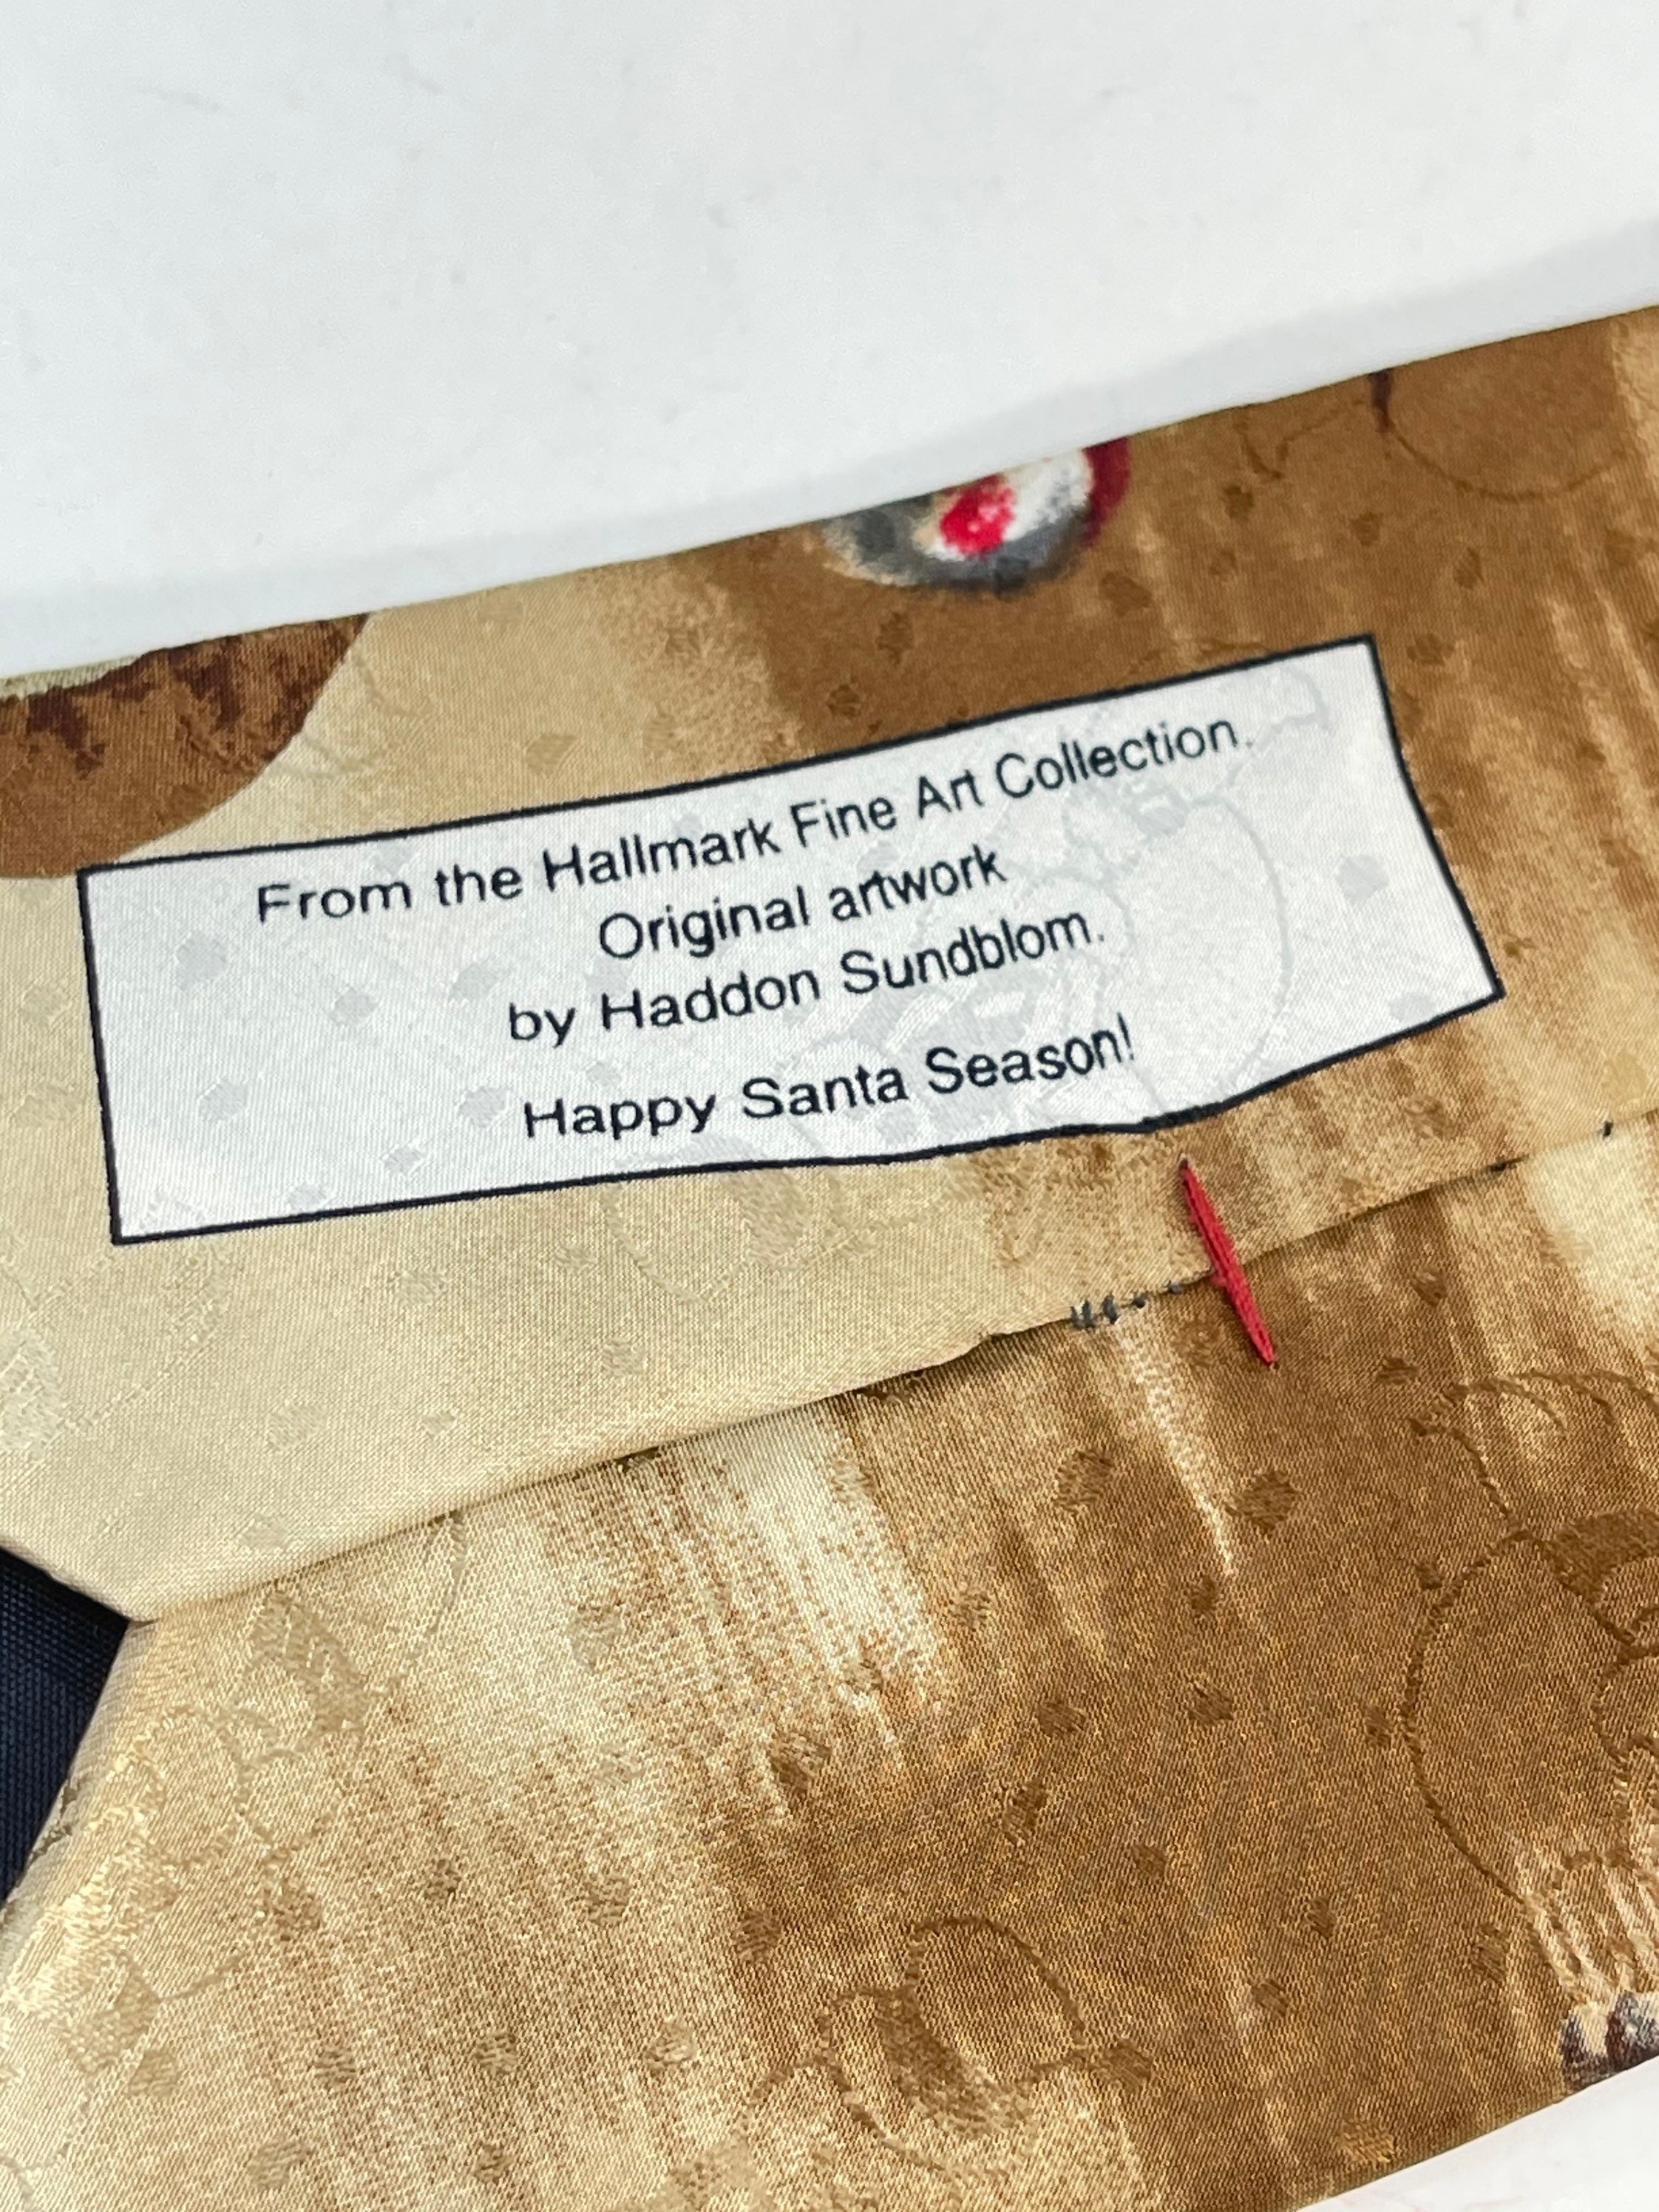 From the Hallmark Fine Art Collection.
Original artwork
by Haddon Sundblom.
Happy Santa Season!